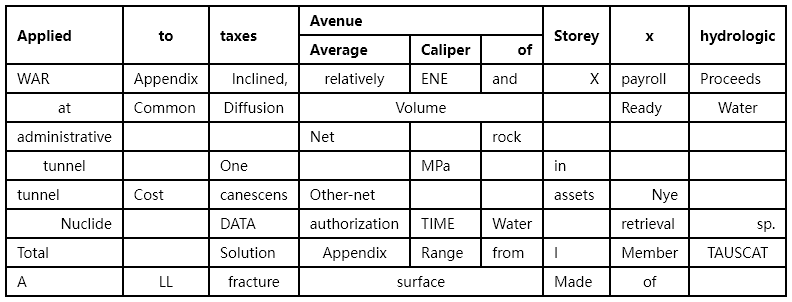 Applied to taxes Avenue Storey x hydrologic
Average Caliper of
WAR Appendix Inclined, relatively ENE and X payroll Proceeds
at Common Diffusion Volume Ready Water
administrative Net rock
tunnel One MPa in
tunnel Cost canescens Other-net assets Nye
Nuclide DATA authorization TIME Water retrieval sp.
Total Solution Appendix Range from I Member TAUSCAT
A LL fracture surface Made of